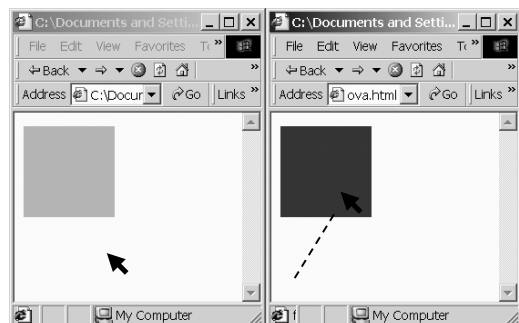 C:\Documents and Setti...
File Edit View Favorites To »
Back »
Address C:\Docur Go Links »
My Computer
C:\Documents and Setti...
File Edit View Favorites »
Back »
Address ova.html Go Links »
f My Computer